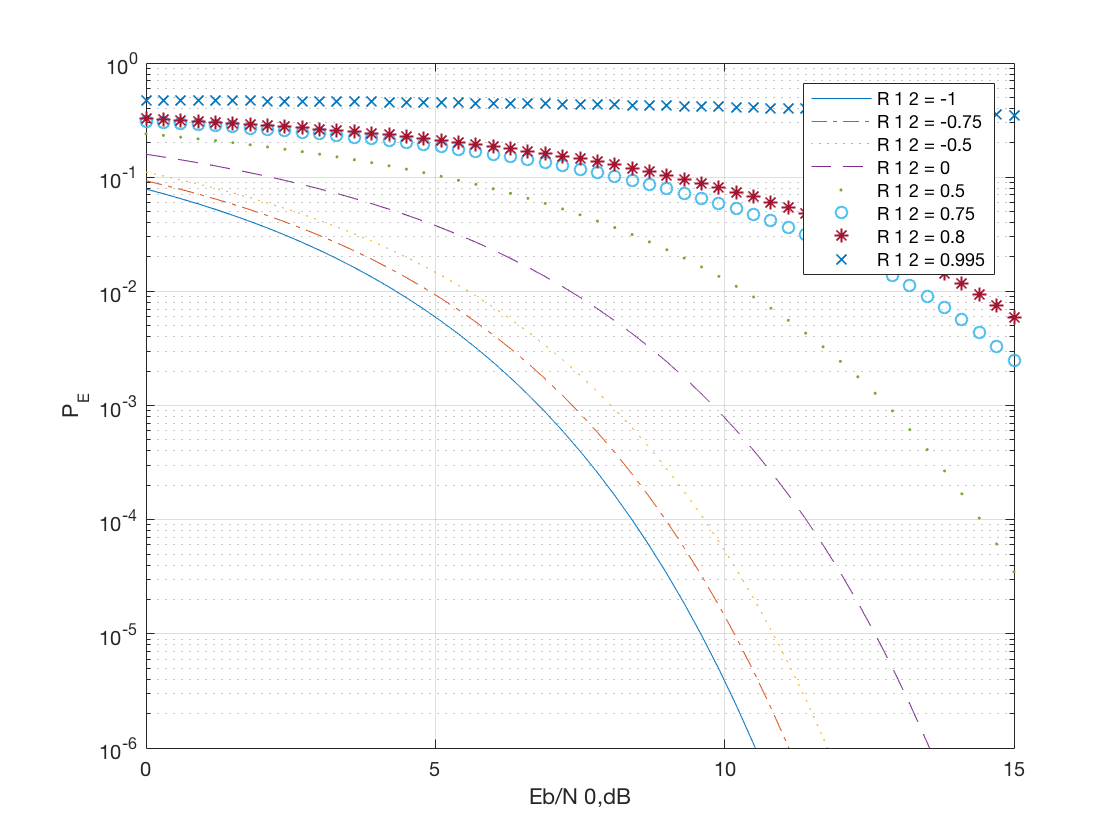 10^0
10^-1
10^-2
10^-3
10^-4
10^-5
10^-6
P_E
R 1 2 = -1
R 1 2 = -0.75
R 1 2 = -0.5
R 1 2 = 0
R 1 2 = 0.5
R 1 2 = 0.75
R 1 2 = 0.8
R 1 2 = 0.995
0 5 10 15
Eb/N 0,dB